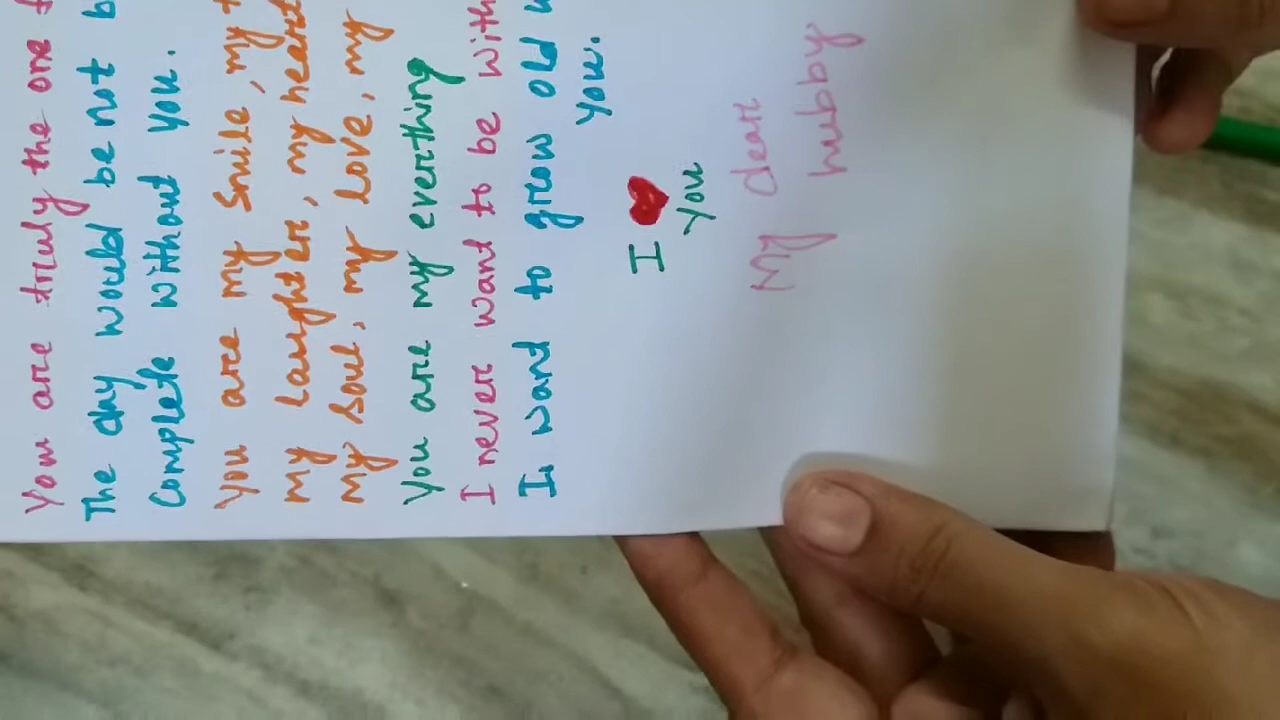 You are truly the one
The day would be not
complete without you.
You are my smile, my
my laughter, my heart
my soul, my love, my
You are my everthing
I never want to be with
I want to grow old
you.
I ❤ you
My dear
hubby